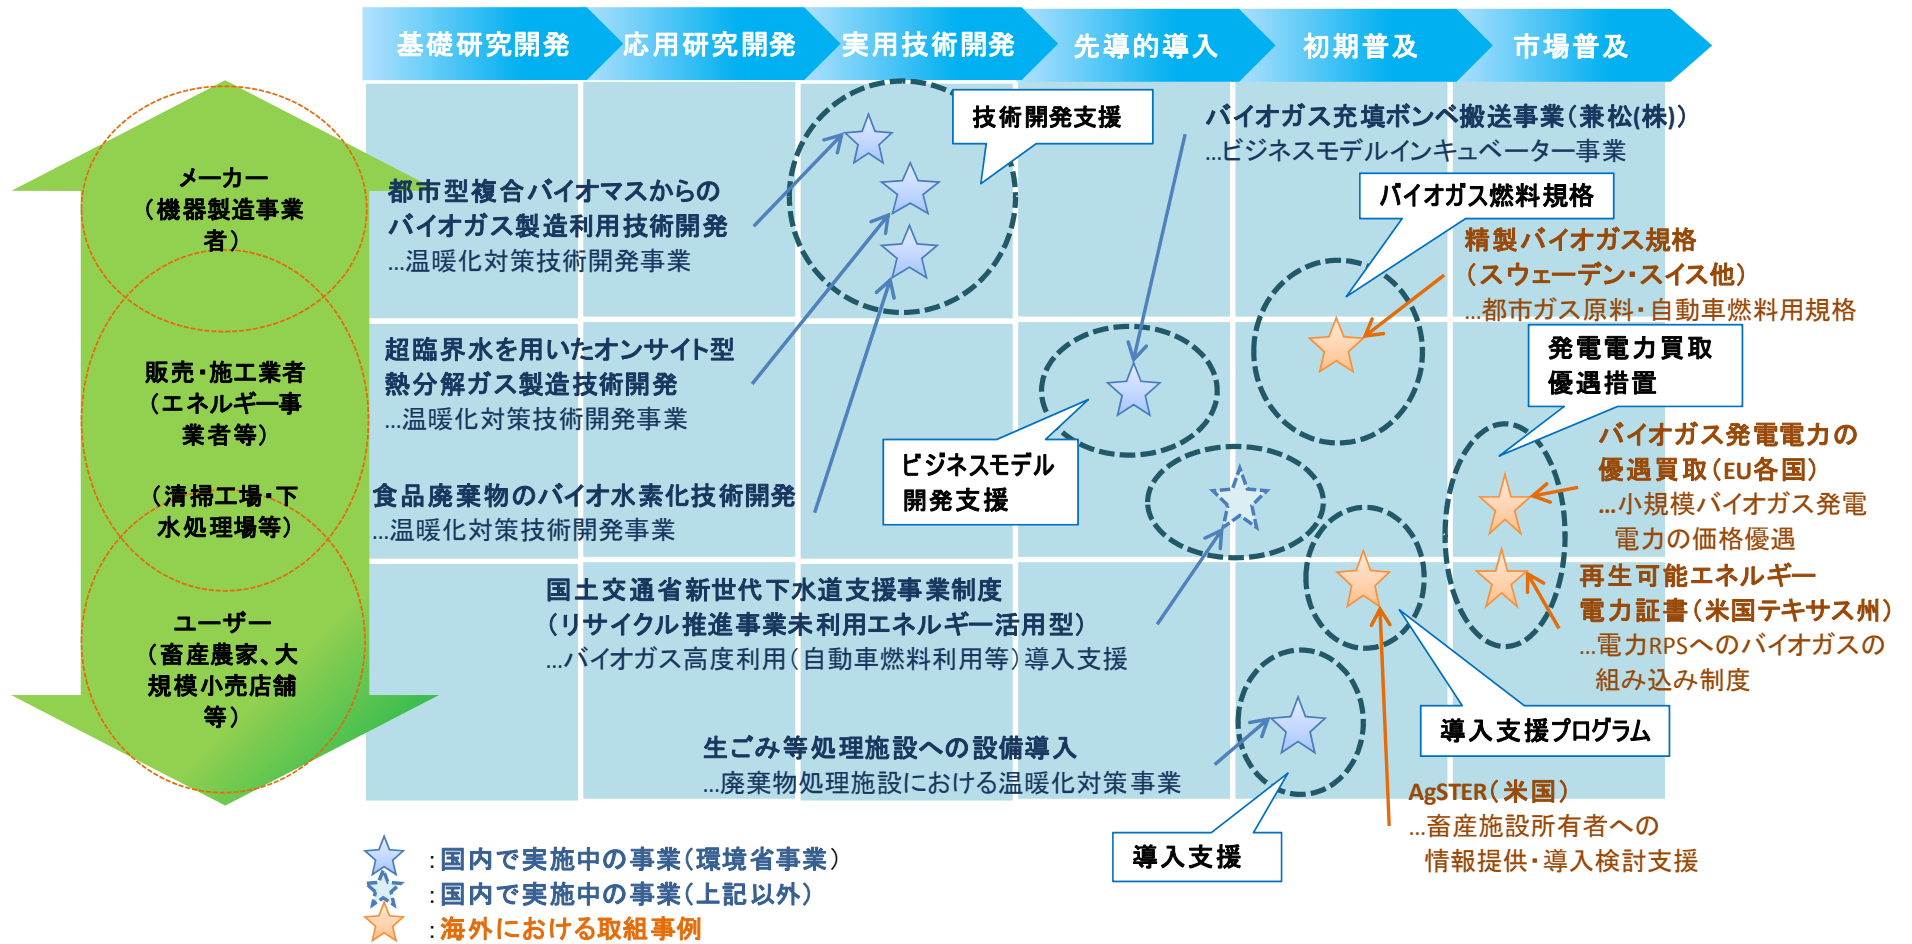 基礎研究開発
応用研究開発
実用技術開発
先導的導入
初期普及
市場普及
メーカー
（機器製造事業
者）
販売・施工業者
（エネルギー事
業者等）
（清掃工場・下
水処理場等）
ユーザー
（畜産農家、大
規模小売店舗
等）
技術開発支援
都市型複合バイオマスからの
バイオガス製造利用技術開発
…温暖化対策技術開発事業
超臨界水を用いたオンサイト型
熱分解ガス製造技術開発
…温暖化対策技術開発事業
食品廃棄物のバイオ水素化技術開発
…温暖化対策技術開発事業
バイオガス充填ボンベ搬送事業（兼松(株)）
…ビジネスモデルインキュベーター事業
バイオガス燃料規格
精製バイオガス規格
（スウェーデン・スイス他）
…都市ガス原料・自動車燃料用規格
発電電力買取
優遇措置
ビジネスモデル
開発支援
バイオガス発電電力の
優遇買取（EU各国）
…小規模バイオガス発電
電力の価格優遇
再生可能エネルギー
電力証書（米国テキサス州）
…電力RPSへのバイオガスの
組み込み制度
国土交通省新世代下水道支援事業制度
（リサイクル推進事業未利用エネルギー活用型）
…バイオガス高度利用（自動車燃料利用等）導入支援
導入支援プログラム
生ごみ等処理施設への設備導入
…廃棄物処理施設における温暖化対策事業
AgSTER（米国）
…畜産施設所有者への
情報提供・導入検討支援
導入支援
：国内で実施中の事業（環境省事業）
：国内で実施中の事業（上記以外）
：海外における取組事例